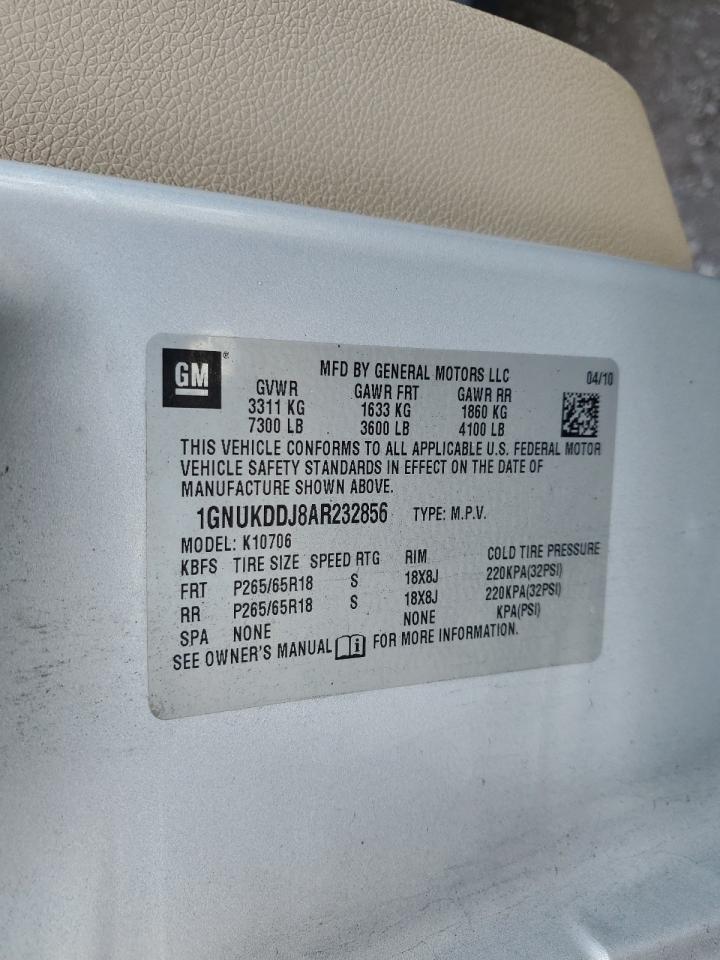 GM ® MFD BY GENERAL MOTORS LLC 04/10
GVWR GAWR FRT GAWR RR
3311 KG 1633 KG 1860 KG
7300 LB 3600 LB 4100 LB
THIS VEHICLE CONFORMS TO ALL APPLICABLE U.S. FEDERAL MOTOR
VEHICLE SAFETY STANDARDS IN EFFECT ON THE DATE OF
MANUFACTURE SHOWN ABOVE.
1GNUKDDJ8AR232856 TYPE: M.P.V.
MODEL: K10706
KBFS TIRE SIZE SPEED RTG RIM COLD TIRE PRESSURE
FRT P265/65R18 S 18X8J 220KPA(32PSI)
RR P265/65R18 S 18X8J 220KPA(32PSI)
SPA NONE NONE KPA(PSI)
SEE OWNER'S MANUAL i FOR MORE INFORMATION.